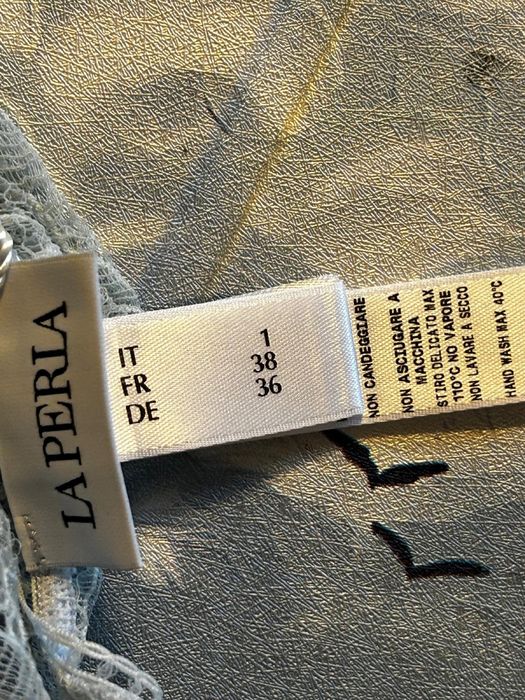 LA PERLA
IT 1
FR 38
DE 36
NON CANDEGGIARE
NON ASCIUGARE A
MACCHINA
STIRO DELICATO MAX
110°C NO VAPORE
NON LAVARE A SECCO
HAND WASH MAX 40°C